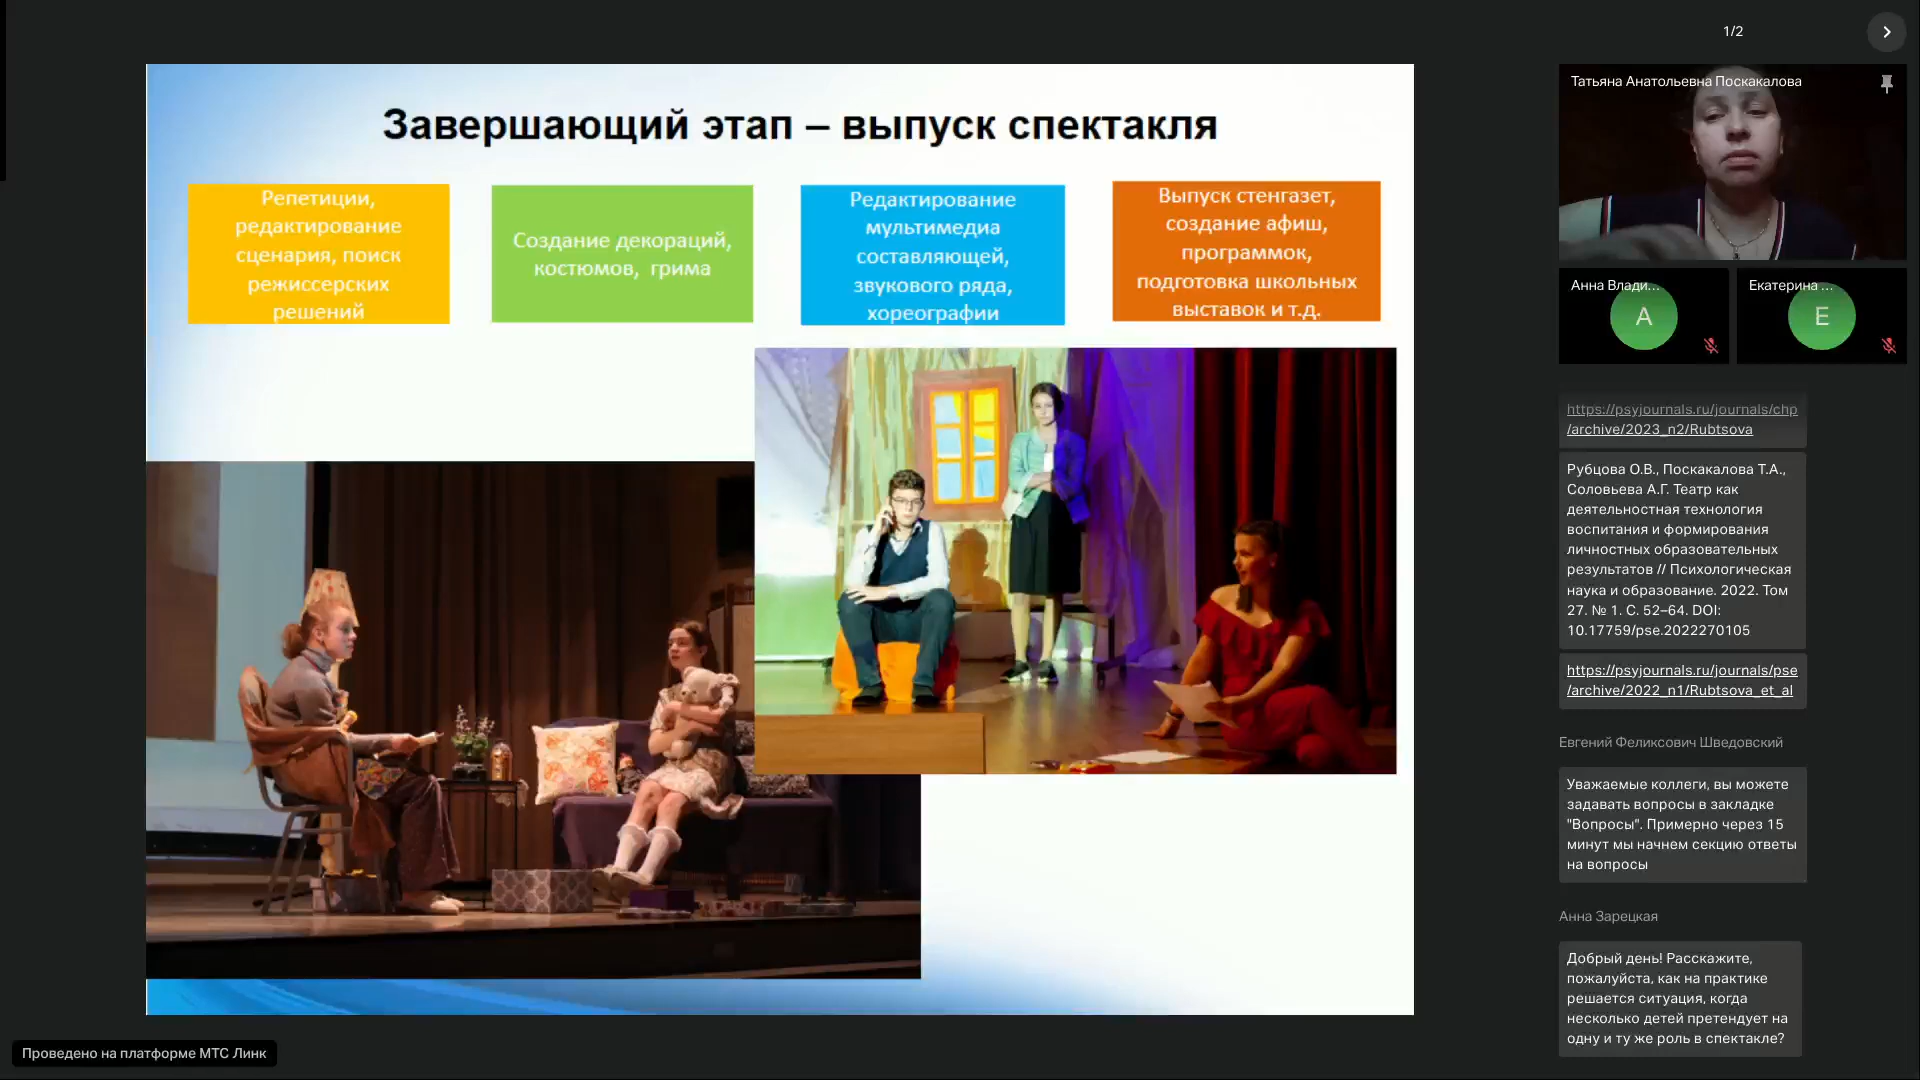 1/2
Завершающий этап – выпуск спектакля
Репетиции,
редактирование
сценария, поиск
режиссерских
решений
Создание декораций,
костюмов, грима
Редактирование
мультимедиа
составляющей,
звукового ряда,
хореографии
Выпуск стенгазет,
создание афиш,
программок,
подготовка школьных
выставок и т.д.
Татьяна Анатольевна Поскакалова
Анна Влади...
A
Екатерина ...
E
https://psyjournals.ru/journals/chp
/archive/2023_n2/Rubtsova
Рубцова О.В., Поскакалова Т.А.,
Соловьева А.Г. Театр как
деятельностная технология
воспитания и формирования
личностных образовательных
результатов // Психологическая
наука и образование. 2022. Том
27. № 1. С. 52–64. DOI:
10.17759/pse.2022270105
https://psyjournals.ru/journals/pse
/archive/2022_n1/Rubtsova_et_al
Евгений Феликсович Шведовский
Уважаемые коллеги, вы можете
задавать вопросы в закладке
"Вопросы". Примерно через 15
минут мы начнем секцию ответы
на вопросы
Анна Зарецкая
Добрый день! Расскажите,
пожалуйста, как на практике
решается ситуация, когда
несколько детей претендует на
одну и ту же роль в спектакле?
Проведено на платформе МТС Линк